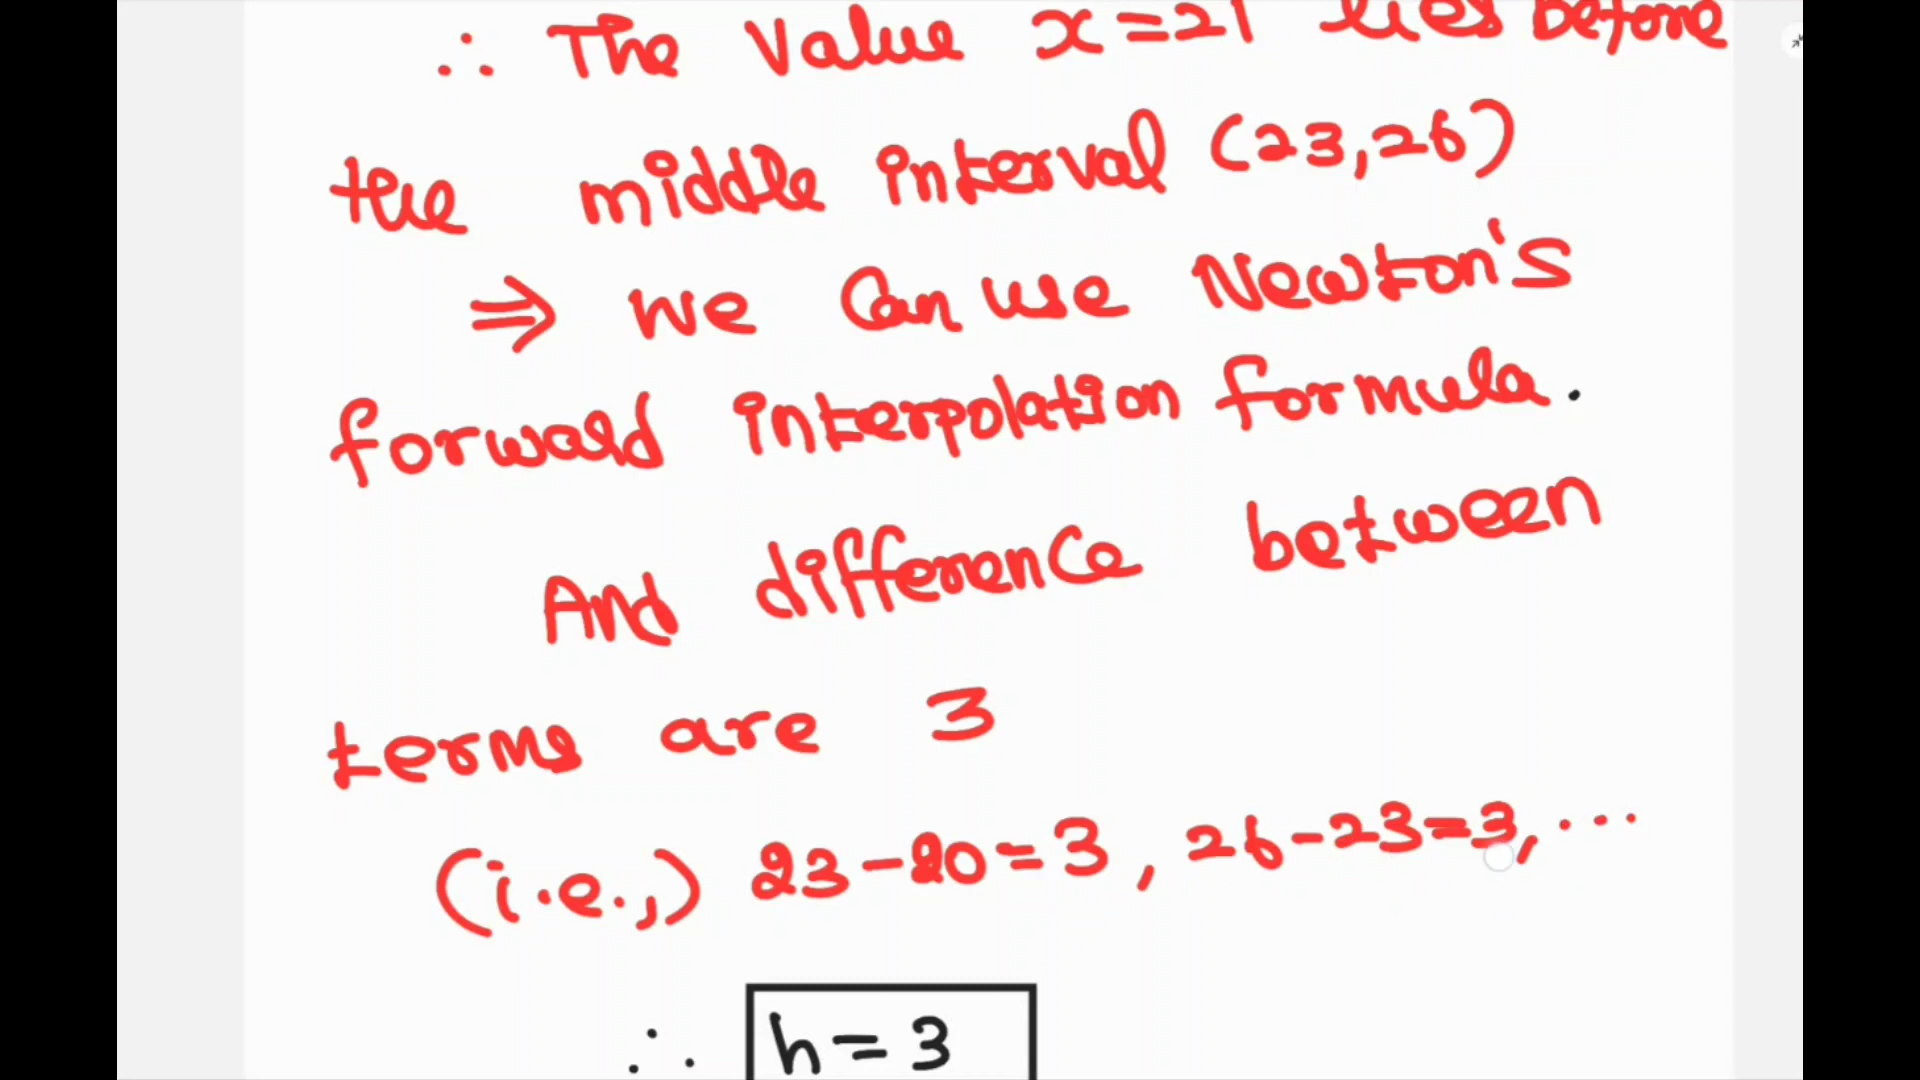 ∴ The Value x=21 lies before
the middle interval (23,26)
⇒ We Can use Newton's
forward interpolation formula.
And difference between
terms are 3
(i.e.,) 23-20=3, 26-23=3, ...
∴ h=3